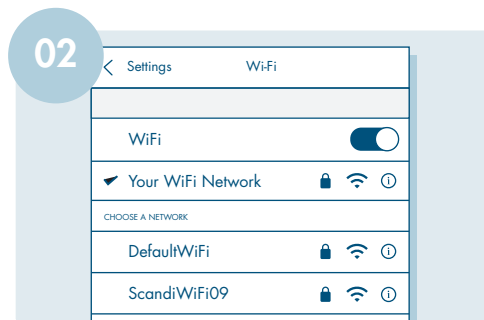 02
Settings Wi-Fi
WiFi
Your WiFi Network
CHOOSE A NETWORK
DefaultWiFi
ScandiWiFi09